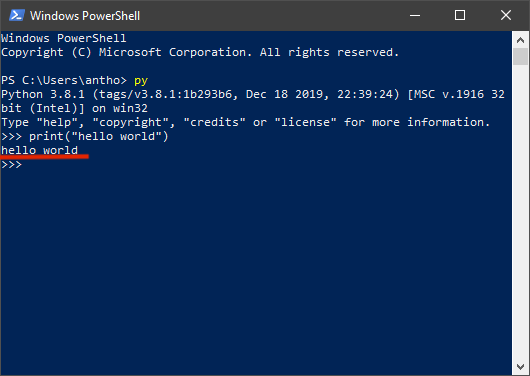 Windows PowerShell
Windows PowerShell
Copyright (C) Microsoft Corporation. All rights reserved.
PS C:\Users\antho> py
Python 3.8.1 (tags/v3.8.1:1b293b6, Dec 18 2019, 22:39:24) [MSC v.1916 32
bit (Intel)] on win32
Type "help", "copyright", "credits" or "license" for more information.
>>> print("hello world")
hello world
>>>